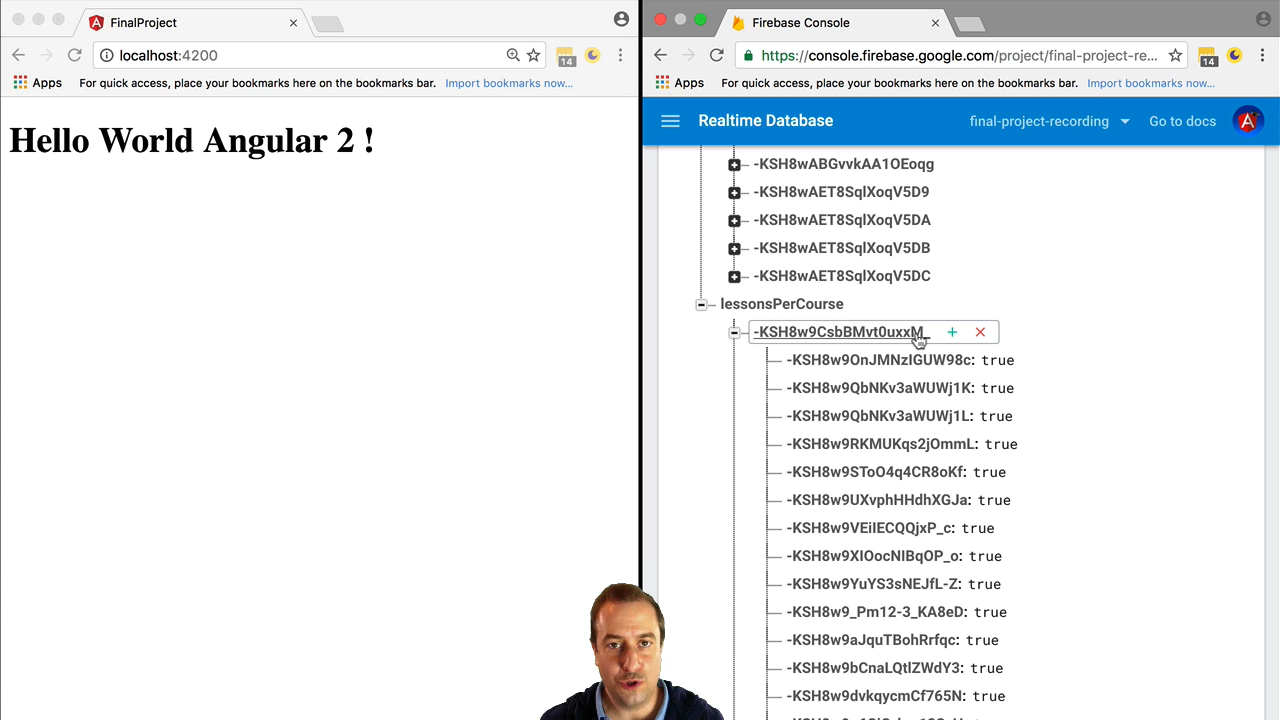 FinalProject
localhost:4200
14
Apps
For quick access, place your bookmarks here on the bookmarks bar.
Import bookmarks now...
Hello World Angular 2 !
Firebase Console
https://console.firebase.google.com/project/final-project-re...
14
Apps
For quick access, place your bookmarks here on the bookmarks bar.
Import bookmarks now...
Realtime Database
final-project-recording
Go to docs
-KSH8wABGvvkAA1OEoqg
-KSH8wAET8SqlXoqV5D9
-KSH8wAET8SqlXoqV5DA
-KSH8wAET8SqlXoqV5DB
-KSH8wAET8SqlXoqV5DC
lessonsPerCourse
-KSH8w9CsbBMvt0uxxM_
-KSH8w9OnJMNzIGUW98c: true
-KSH8w9QbNKv3aWUWj1K: true
-KSH8w9QbNKv3aWUWj1L: true
-KSH8w9RKMUKqs2jOmmL: true
-KSH8w9SToO4q4CR8oKf: true
-KSH8w9UXvphHHdhXGJa: true
-KSH8w9VEiIECQQjxP_c: true
-KSH8w9XIOocNIBqOP_o: true
-KSH8w9YuYS3sNEJfL-Z: true
-KSH8w9_Pm12-3_KA8eD: true
-KSH8w9aJquTBohRrfqc: true
-KSH8w9bCnaLQtlZWdY3: true
-KSH8w9dvkqycmCf765N: true